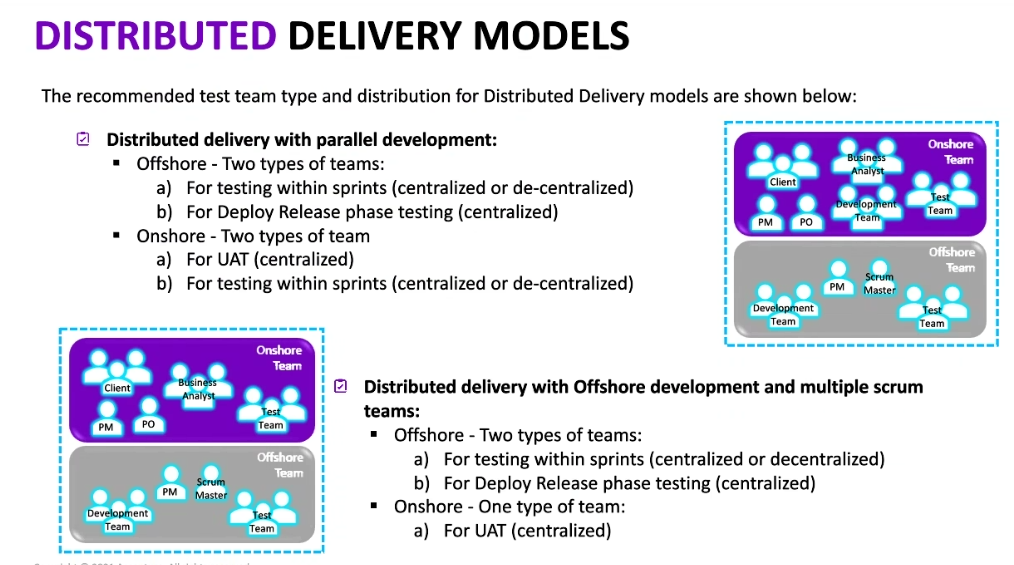 DISTRIBUTED DELIVERY MODELS
The recommended test team type and distribution for Distributed Delivery models are shown below:
Distributed delivery with parallel development:
▪ Offshore - Two types of teams:
a) For testing within sprints (centralized or de-centralized)
b) For Deploy Release phase testing (centralized)
▪ Onshore - Two types of team
a) For UAT (centralized)
b) For testing within sprints (centralized or de-centralized)
Onshore
Team
Client
Business
Analyst
PM
PO
Development
Team
Test
Team
Offshore
Team
PM
Scrum
Master
Development
Team
Test
Team
Onshore
Team
Client
Business
Analyst
PM
PO
Test
Team
Offshore
Team
PM
Scrum
Master
Development
Team
Test
Team
Distributed delivery with Offshore development and multiple scrum
teams:
▪ Offshore - Two types of teams:
a) For testing within sprints (centralized or decentralized)
b) For Deploy Release phase testing (centralized)
▪ Onshore - One type of team:
a) For UAT (centralized)